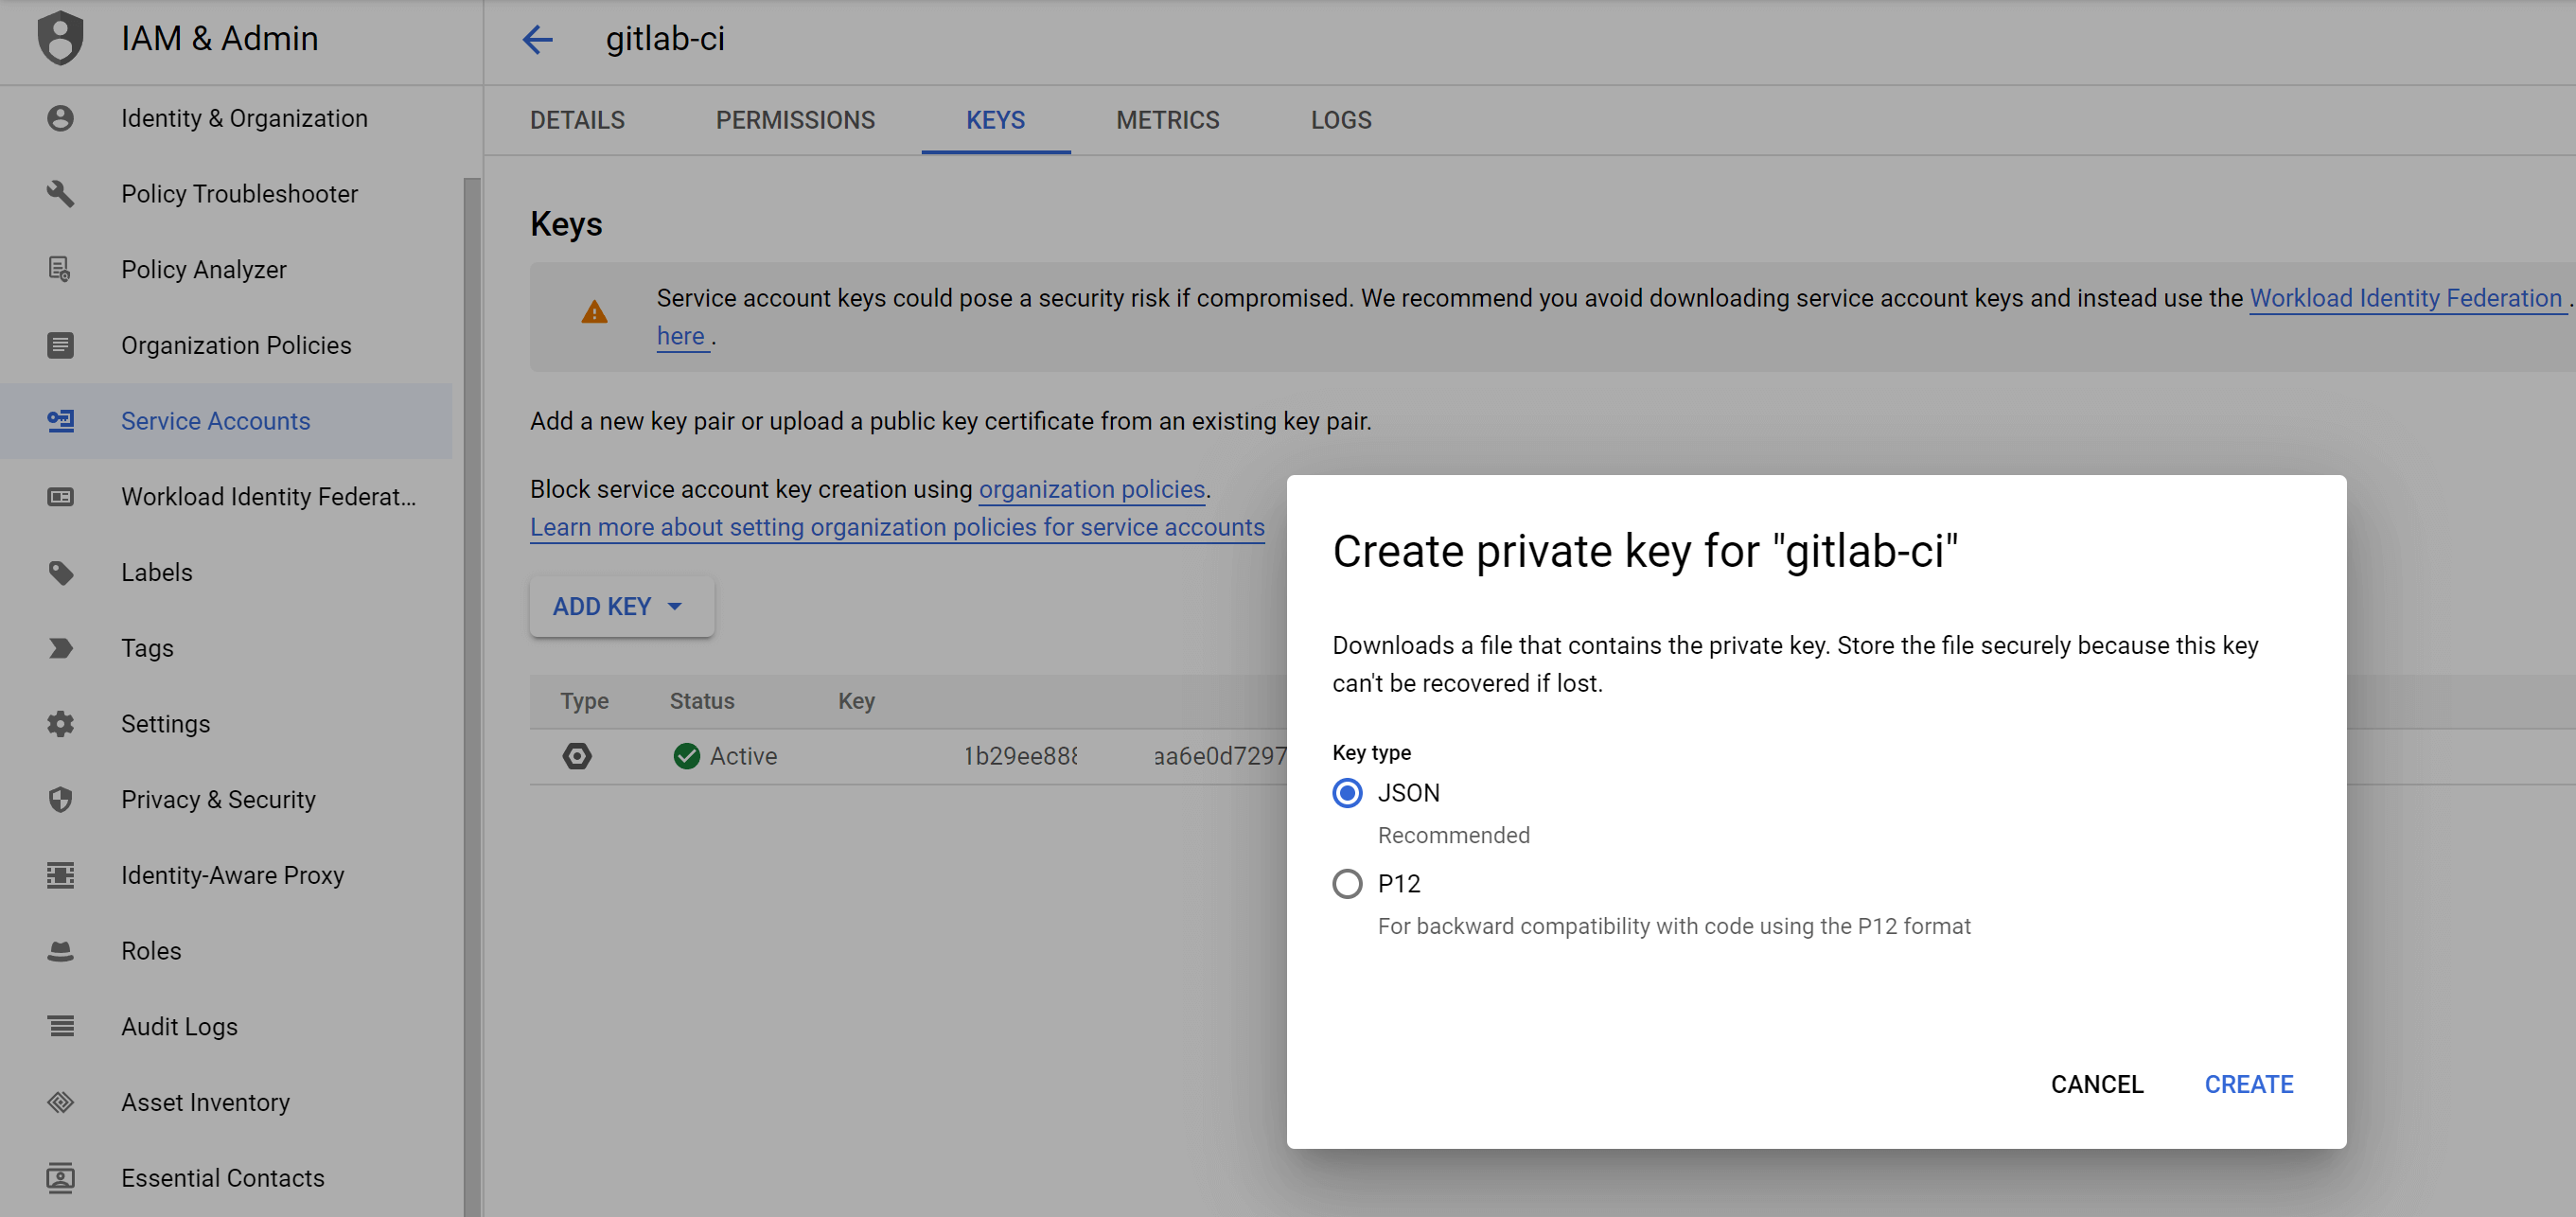 IAM & Admin
Identity & Organization
Policy Troubleshooter
Policy Analyzer
Organization Policies
Service Accounts
Workload Identity Federat...
Labels
Tags
Settings
Privacy & Security
Identity-Aware Proxy
Roles
Audit Logs
Asset Inventory
Essential Contacts
gitlab-ci
DETAILS PERMISSIONS KEYS METRICS LOGS
Keys
Service account keys could pose a security risk if compromised. We recommend you avoid downloading service account keys and instead use the Workload Identity Federation .
here .
Add a new key pair or upload a public key certificate from an existing key pair.
Block service account key creation using organization policies.
Learn more about setting organization policies for service accounts
ADD KEY
Type Status Key
Active 1b29ee888 aa6e0d7297
Create private key for "gitlab-ci"
Downloads a file that contains the private key. Store the file securely because this key
can't be recovered if lost.
Key type
JSON
Recommended
P12
For backward compatibility with code using the P12 format
CANCEL CREATE